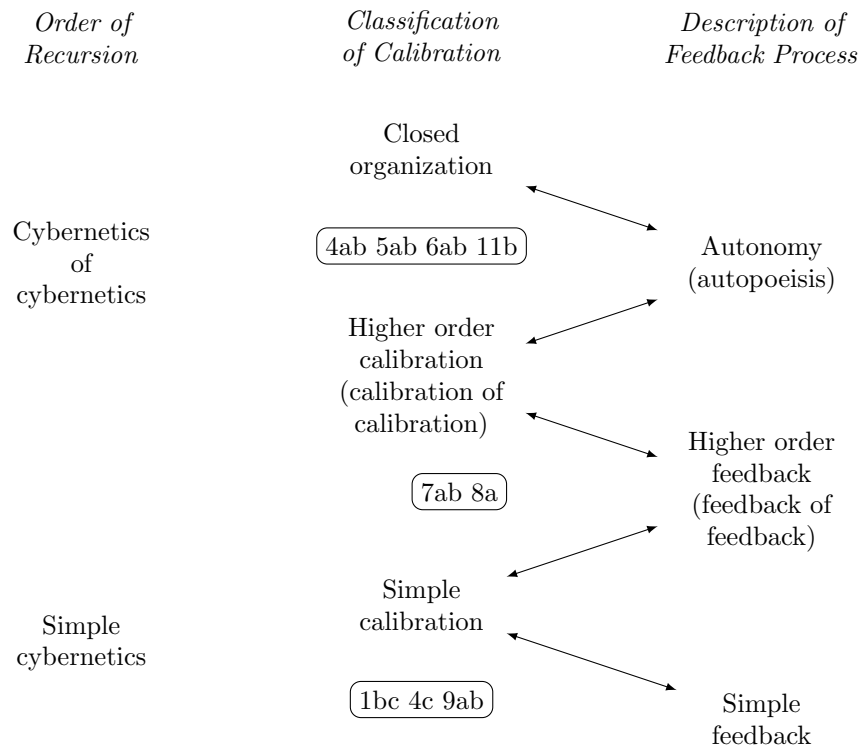 Order of
Recursion
Classification
of Calibration
Description of
Feedback Process
Closed
organization
Cybernetics
of
cybernetics
4ab 5ab 6ab 11b
Autonomy
(autopoeisis)
Higher order
calibration
(calibration of
calibration)
Higher order
feedback
(feedback of
feedback)
7ab 8a
Simple
calibration
Simple
cybernetics
1bc 4c 9ab
Simple
feedback